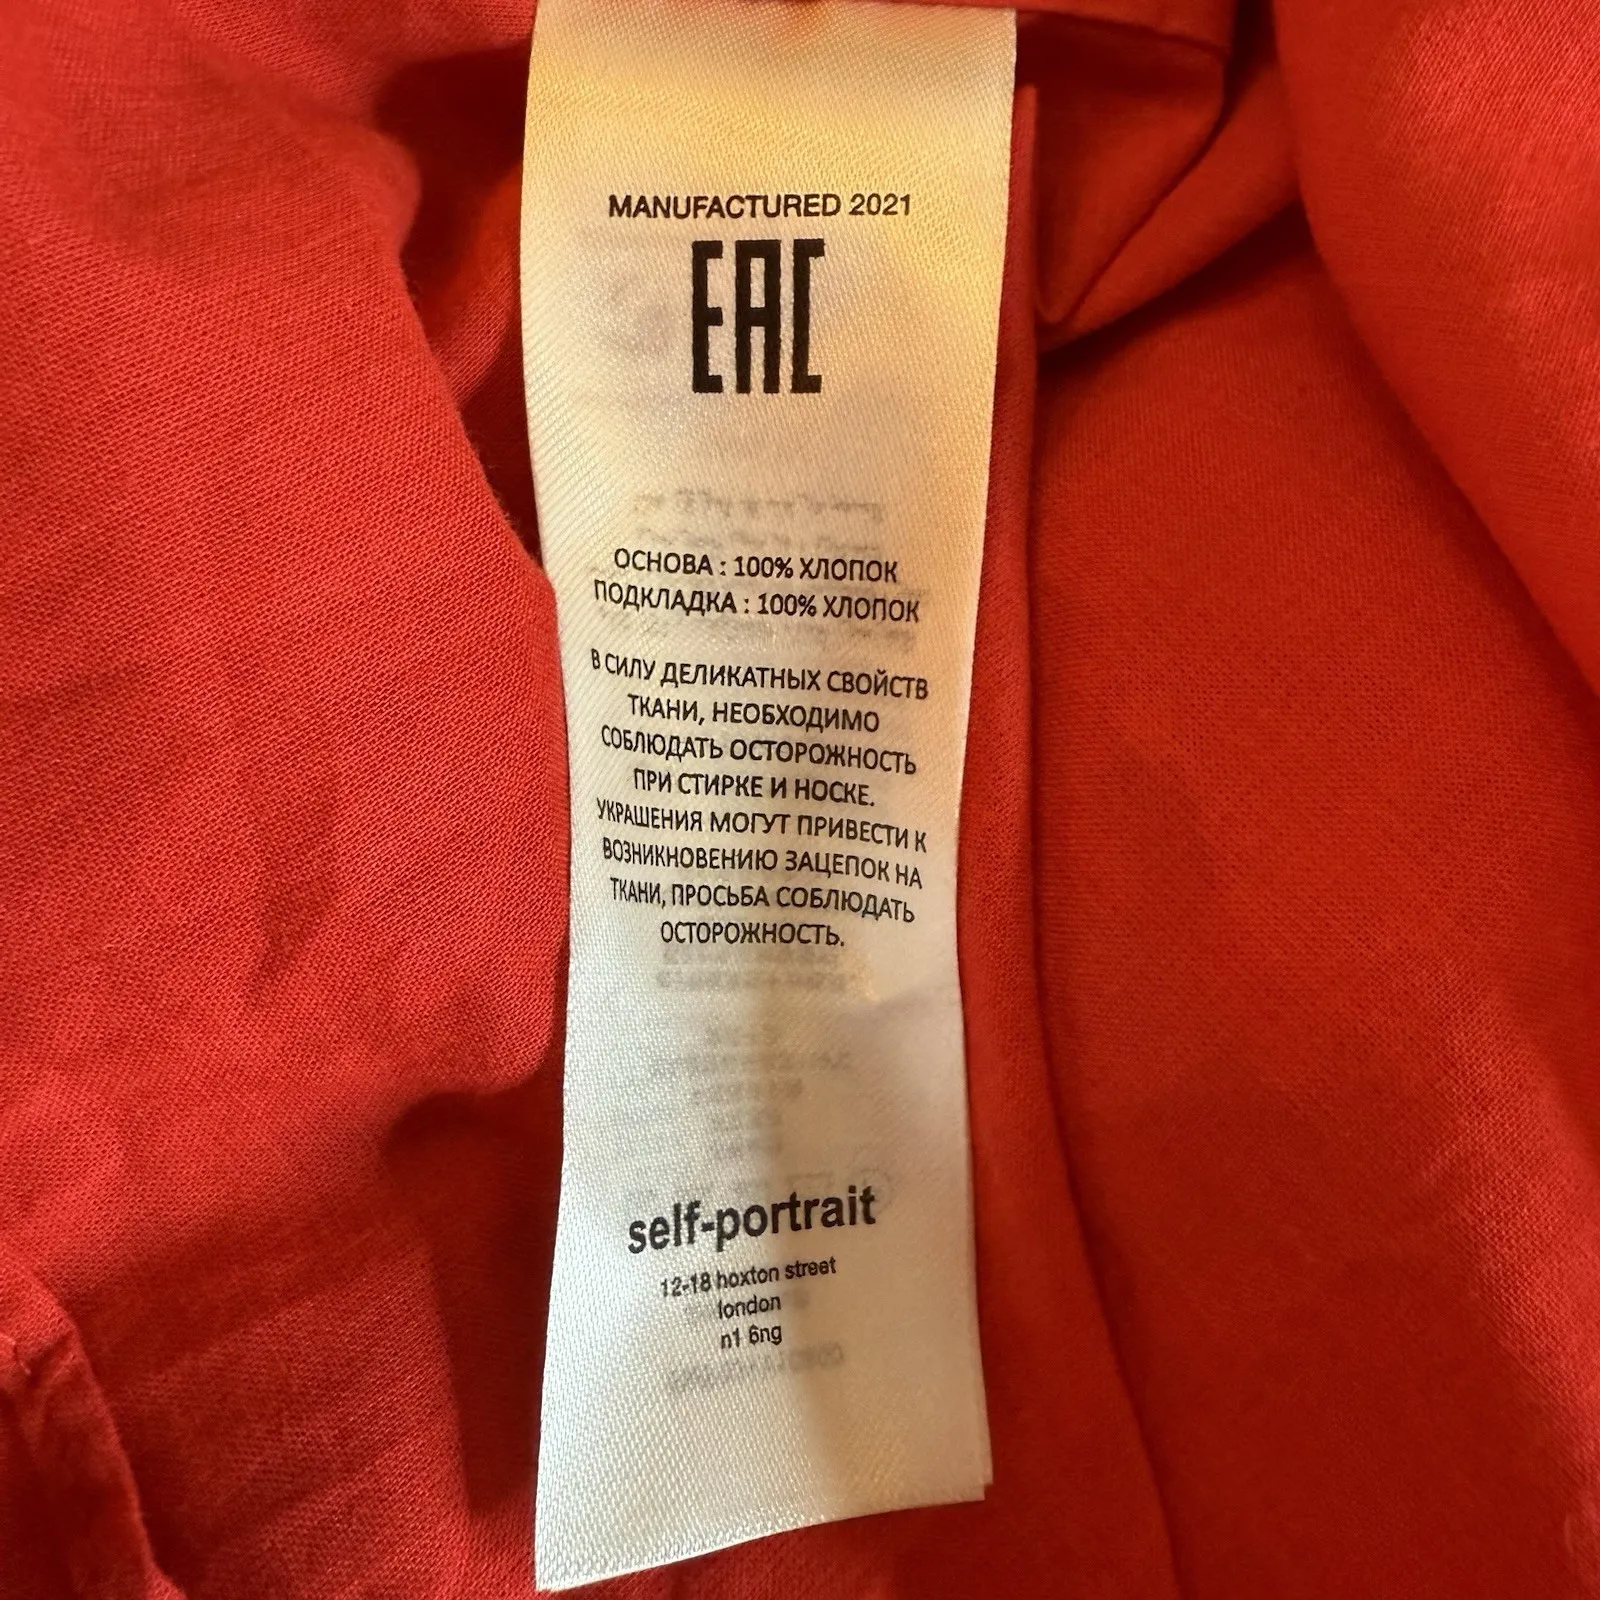 MANUFACTURED 2021
EAC
ОСНОВА : 100% ХЛОПОК
ПОДКЛАДКА : 100% ХЛОПОК
В СИЛУ ДЕЛИКАТНЫХ СВОЙСТВ
ТКАНИ, НЕОБХОДИМО
СОБЛЮДАТЬ ОСТОРОЖНОСТЬ
ПРИ СТИРКЕ И НОСКЕ.
УКРАШЕНИЯ МОГУТ ПРИВЕСТИ К
ВОЗНИКНОВЕНИЮ ЗАЦЕПОК НА
ТКАНИ, ПРОСЬБА СОБЛЮДАТЬ
ОСТОРОЖНОСТЬ.
self-portrait
12-18 hoxton street
london
n1 6ng